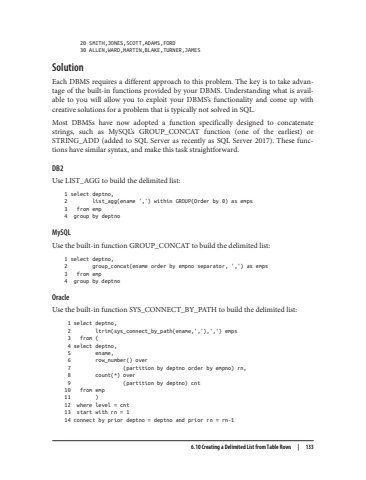 20 SMITH,JONES,SCOTT,ADAMS,FORD
30 ALLEN,WARD,MARTIN,BLAKE,TURNER,JAMES
Solution
Each DBMS requires a different approach to this problem. The key is to take advan-
tage of the built-in functions provided by your DBMS. Understanding what is avail-
able to you will allow you to exploit your DBMS's functionality and come up with
creative solutions for a problem that is typically not solved in SQL.
Most DBMSs have now adopted a function specifically designed to concatenate
strings, such as MySQL's GROUP_CONCAT function (one of the earliest) or
STRING_ADD (added to SQL Server as recently as SQL Server 2017). These func-
tions have similar syntax, and make this task straightforward.
DB2
Use LIST_AGG to build the delimited list:
1 select deptno,
2 list_agg(ename ',') within GROUP(Order by 0) as emps
3 from emp
4 group by deptno
MySQL
Use the built-in function GROUP_CONCAT to build the delimited list:
1 select deptno,
2 group_concat(ename order by empno separator, ',') as emps
3 from emp
4 group by deptno
Oracle
Use the built-in function SYS_CONNECT_BY_PATH to build the delimited list:
1 select deptno,
2 ltrim(sys_connect_by_path(ename,','),',') emps
3 from (
4 select deptno,
5 ename,
6 row_number() over
7 (partition by deptno order by empno) rn,
8 count(*) over
9 (partition by deptno) cnt
10 from emp
11 )
12 where level = cnt
13 start with rn = 1
14 connect by prior deptno = deptno and prior rn = rn-1
6.10 Creating a Delimited List from Table Rows | 133